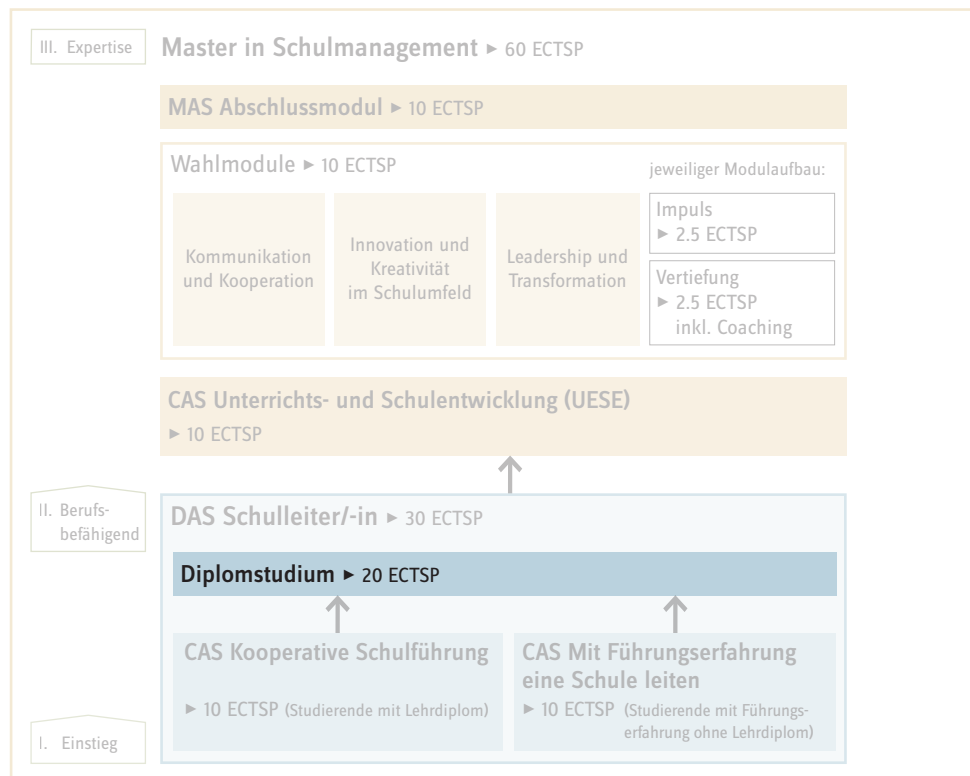 III. Expertise
Master in Schulmanagement ► 60 ECTSP
MAS Abschlussmodul ► 10 ECTSP
Wahlmodule ► 10 ECTSP
jeweiliger Modulaufbau:
Kommunikation
und Kooperation
Innovation und
Kreativität
im Schulumfeld
Leadership und
Transformation
Impuls
► 2.5 ECTSP
Vertiefung
► 2.5 ECTSP
inkl. Coaching
CAS Unterrichts- und Schulentwicklung (UESE)
► 10 ECTSP
II. Berufs-
befähigend
DAS Schulleiter/-in ► 30 ECTSP
Diplomstudium ► 20 ECTSP
CAS Kooperative Schulführung
► 10 ECTSP (Studierende mit Lehrdiplom)
CAS Mit Führungserfahrung
eine Schule leiten
► 10 ECTSP (Studierende mit Führungs-
erfahrung ohne Lehrdiplom)
I. Einstieg